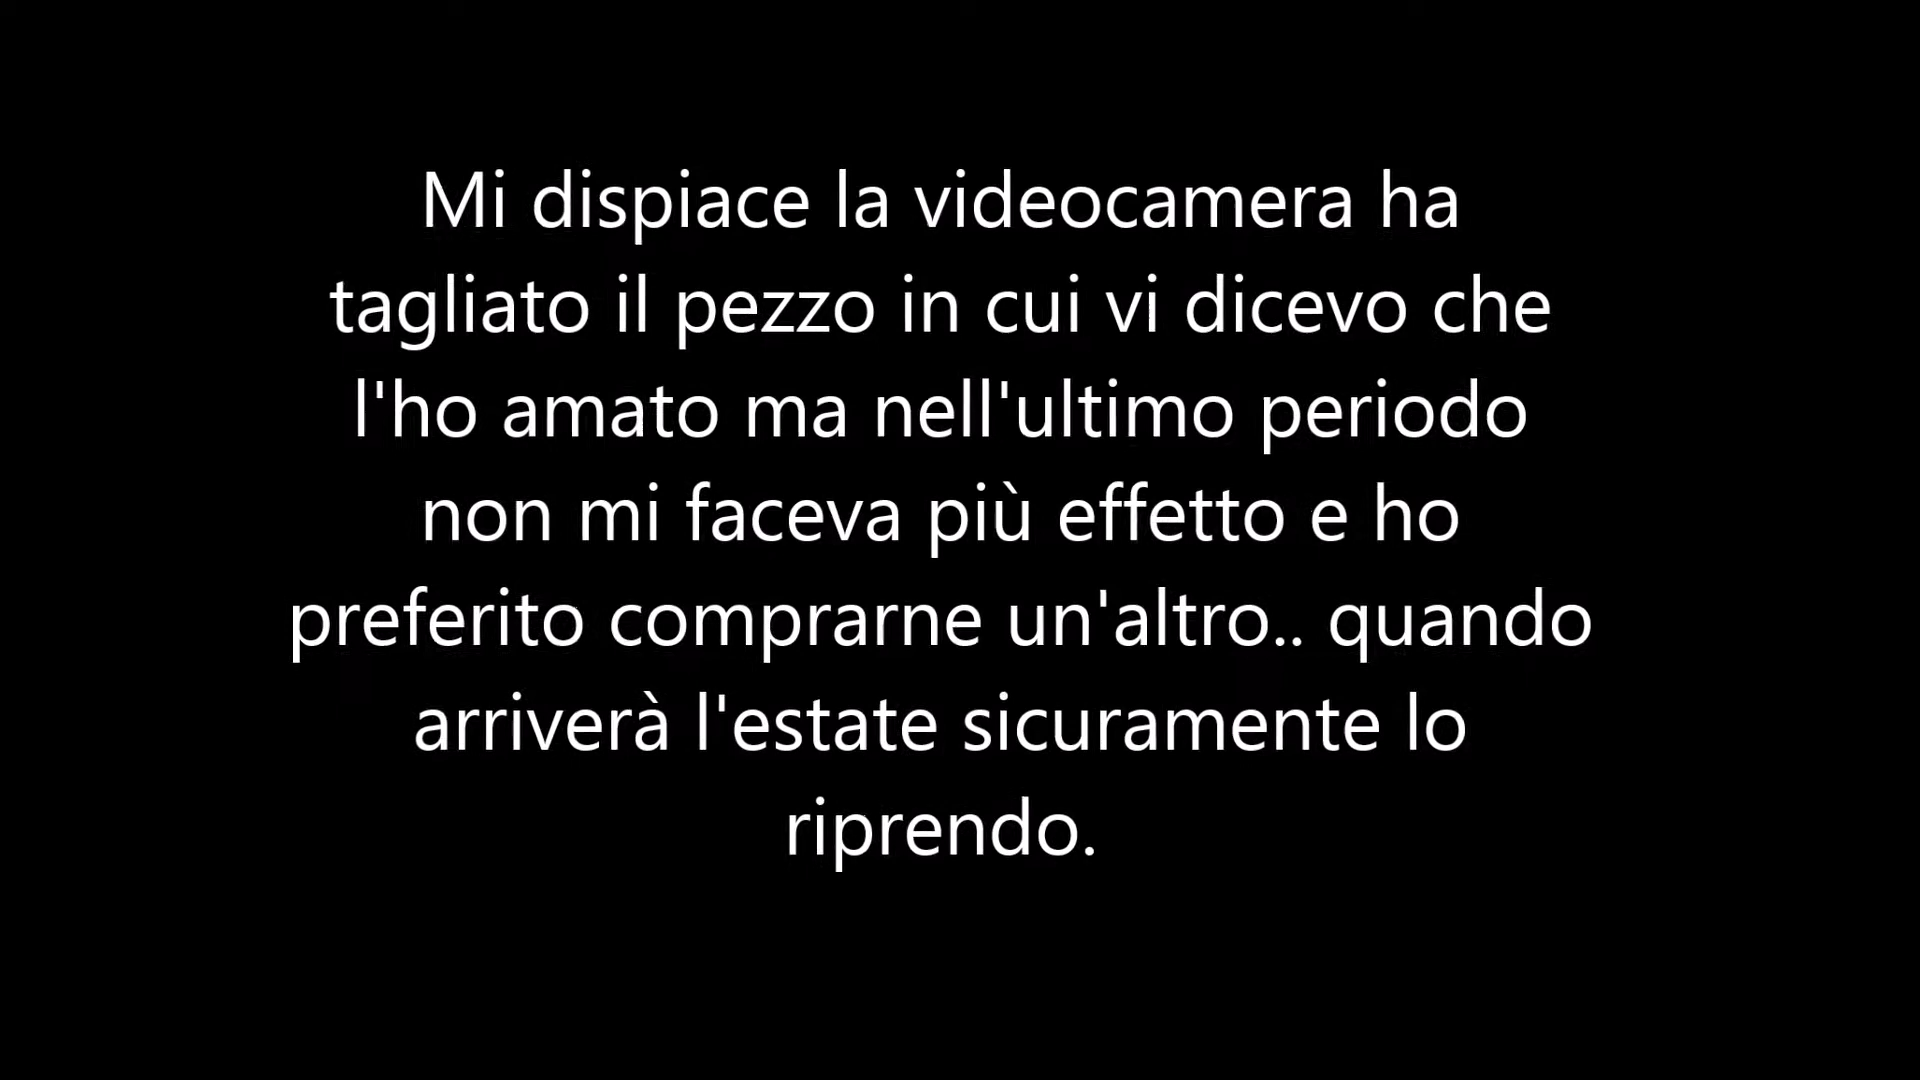 Mi dispiace la videocamera ha
tagliato il pezzo in cui vi dicevo che
l'ho amato ma nell'ultimo periodo
non mi faceva più effetto e ho
preferito comprarne un'altro.. quando
arriverà l'estate sicuramente lo
riprendo.